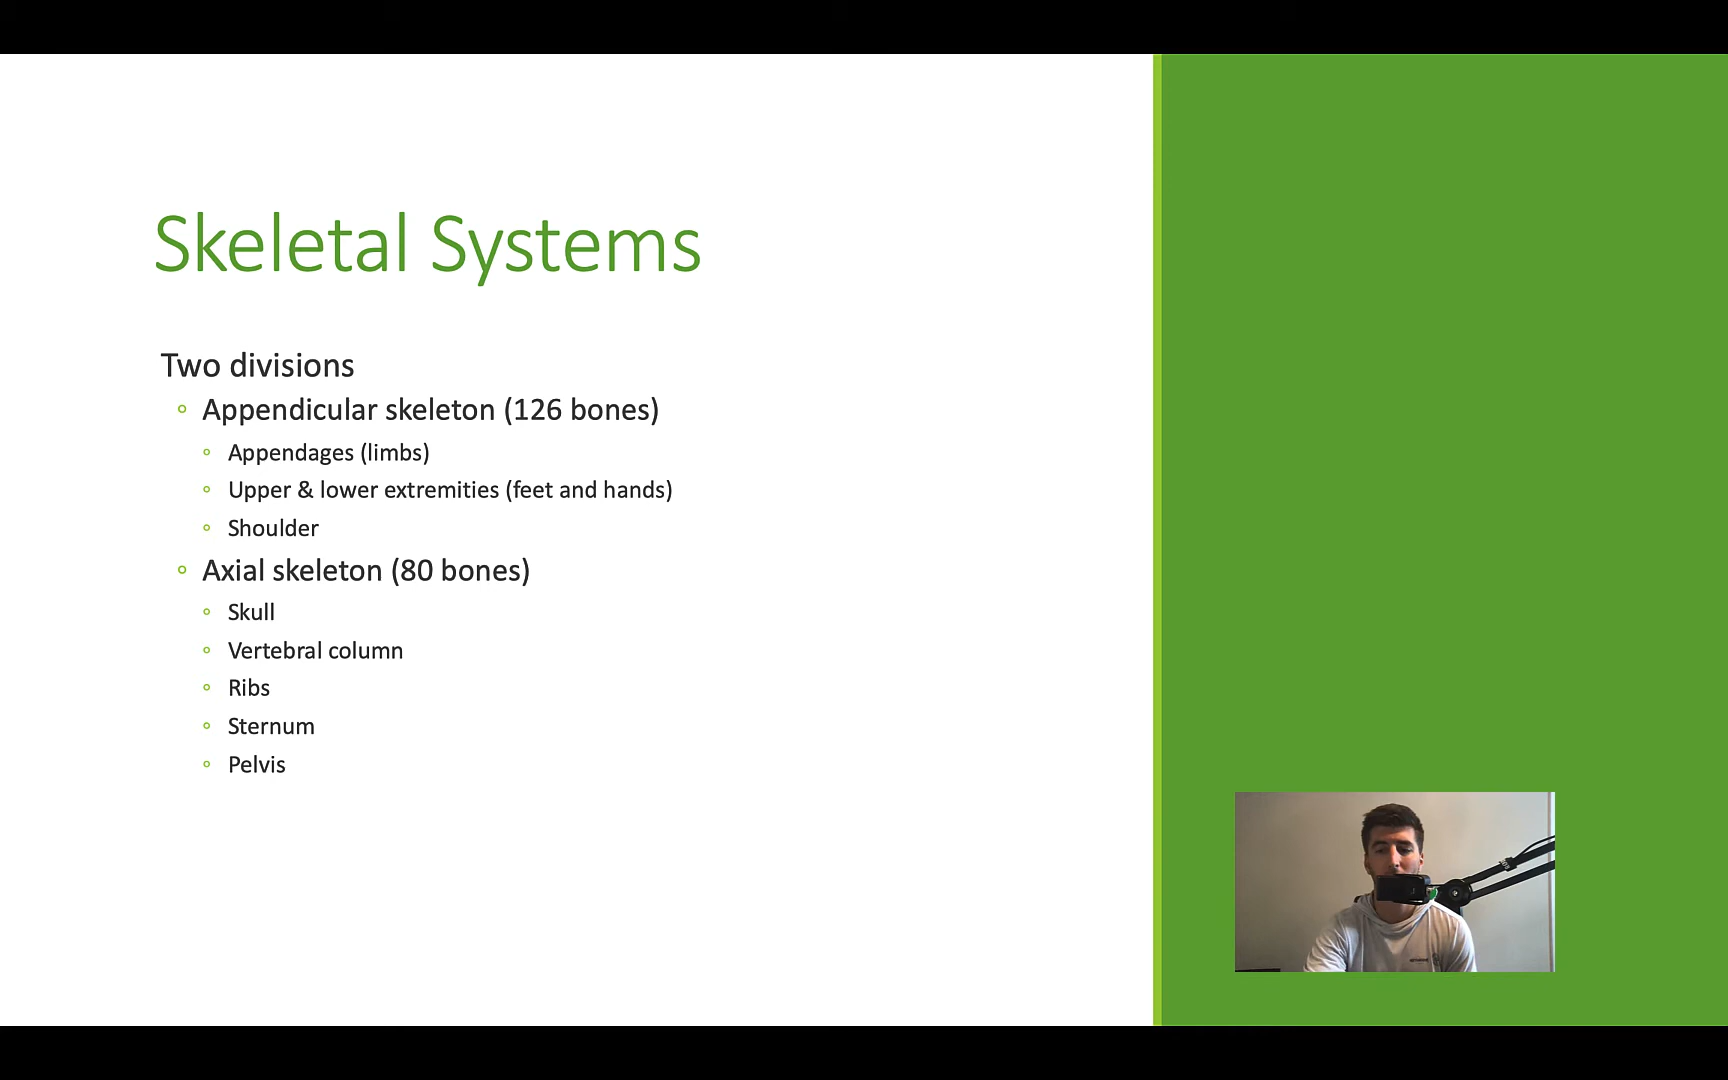 Skeletal Systems
Two divisions
Appendicular skeleton (126 bones)
Appendages (limbs)
Upper & lower extremities (feet and hands)
Shoulder
Axial skeleton (80 bones)
Skull
Vertebral column
Ribs
Sternum
Pelvis